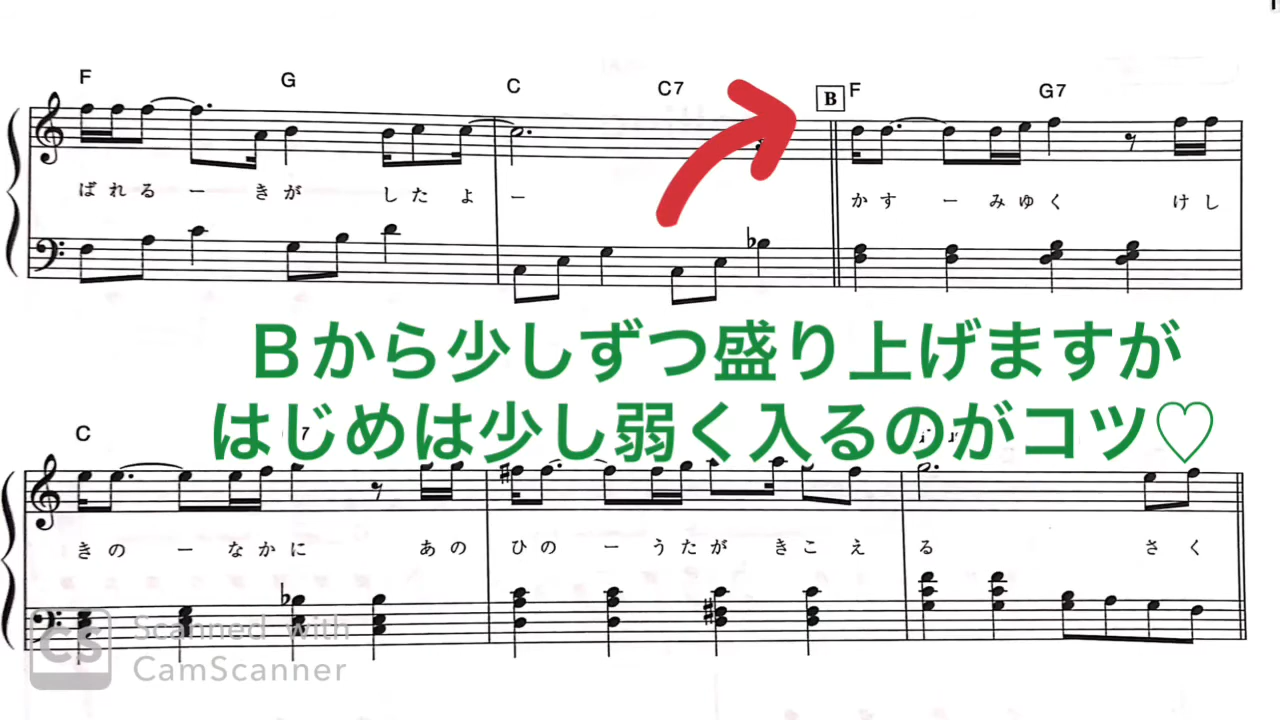 F G C C7 B F G7
ばれるーきがしたよー かすーみゆく けし
Bから少しずつ盛り上げますが
はじめは少し弱く入るのがコツ♡
C 7
きのーなかに あの ひのーうたがきこえる さく
CS Scanned with
CamScanner